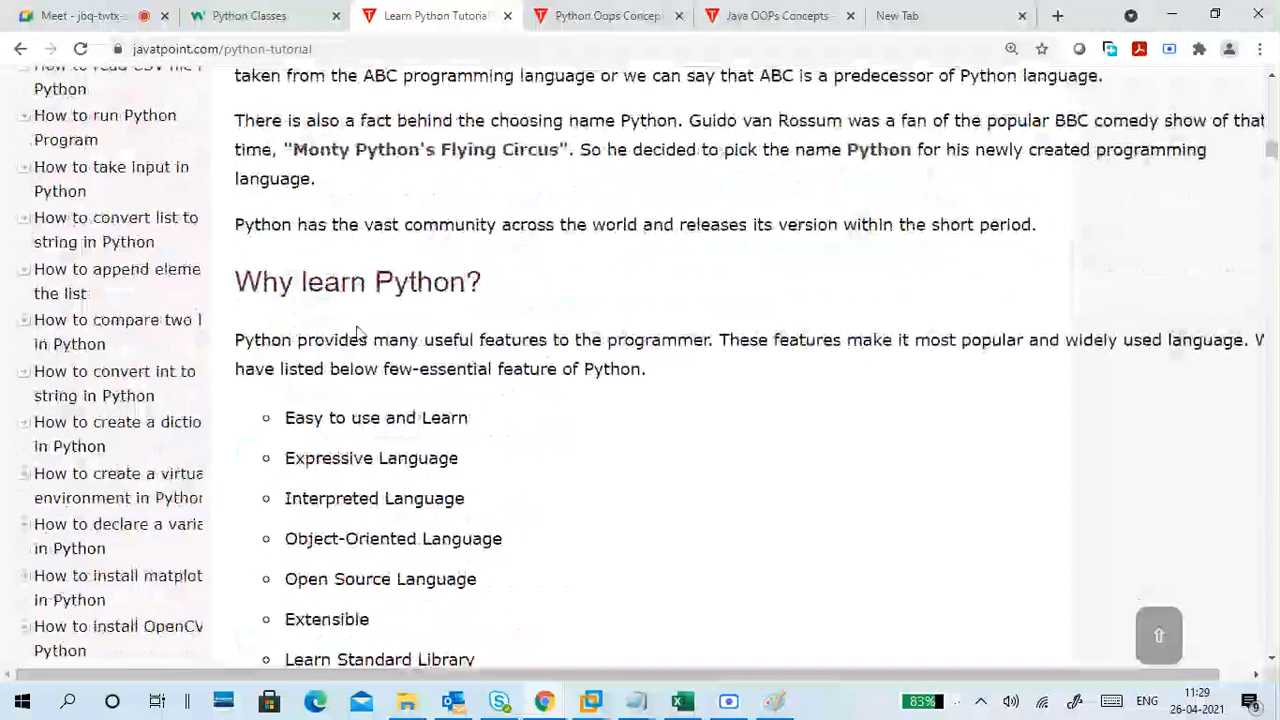 Meet - jbq-twtx-
Python Classes
Learn Python Tutorial
Python Oops Concep
Java OOPs Concepts -
New Tab
javatpoint.com/python-tutorial
How to read CSV file
Python
How to run Python
Program
How to take input in
Python
How to convert list to
string in Python
How to append eleme
the list
How to compare two l
in Python
How to convert int to
string in Python
How to create a dictio
in Python
How to create a virtua
environment in Python
How to declare a varia
in Python
How to install matplot
in Python
How to install OpenCV
Python
taken from the ABC programming language or we can say that ABC is a predecessor of Python language.
There is also a fact behind the choosing name Python. Guido van Rossum was a fan of the popular BBC comedy show of that
time, "Monty Python's Flying Circus". So he decided to pick the name Python for his newly created programming
language.
Python has the vast community across the world and releases its version within the short period.
Why learn Python?
Python provides many useful features to the programmer. These features make it most popular and widely used language. W
have listed below few-essential feature of Python.
Easy to use and Learn
Expressive Language
Interpreted Language
Object-Oriented Language
Open Source Language
Extensible
Learn Standard Library
83%
ENG
11:29
26-04-2021